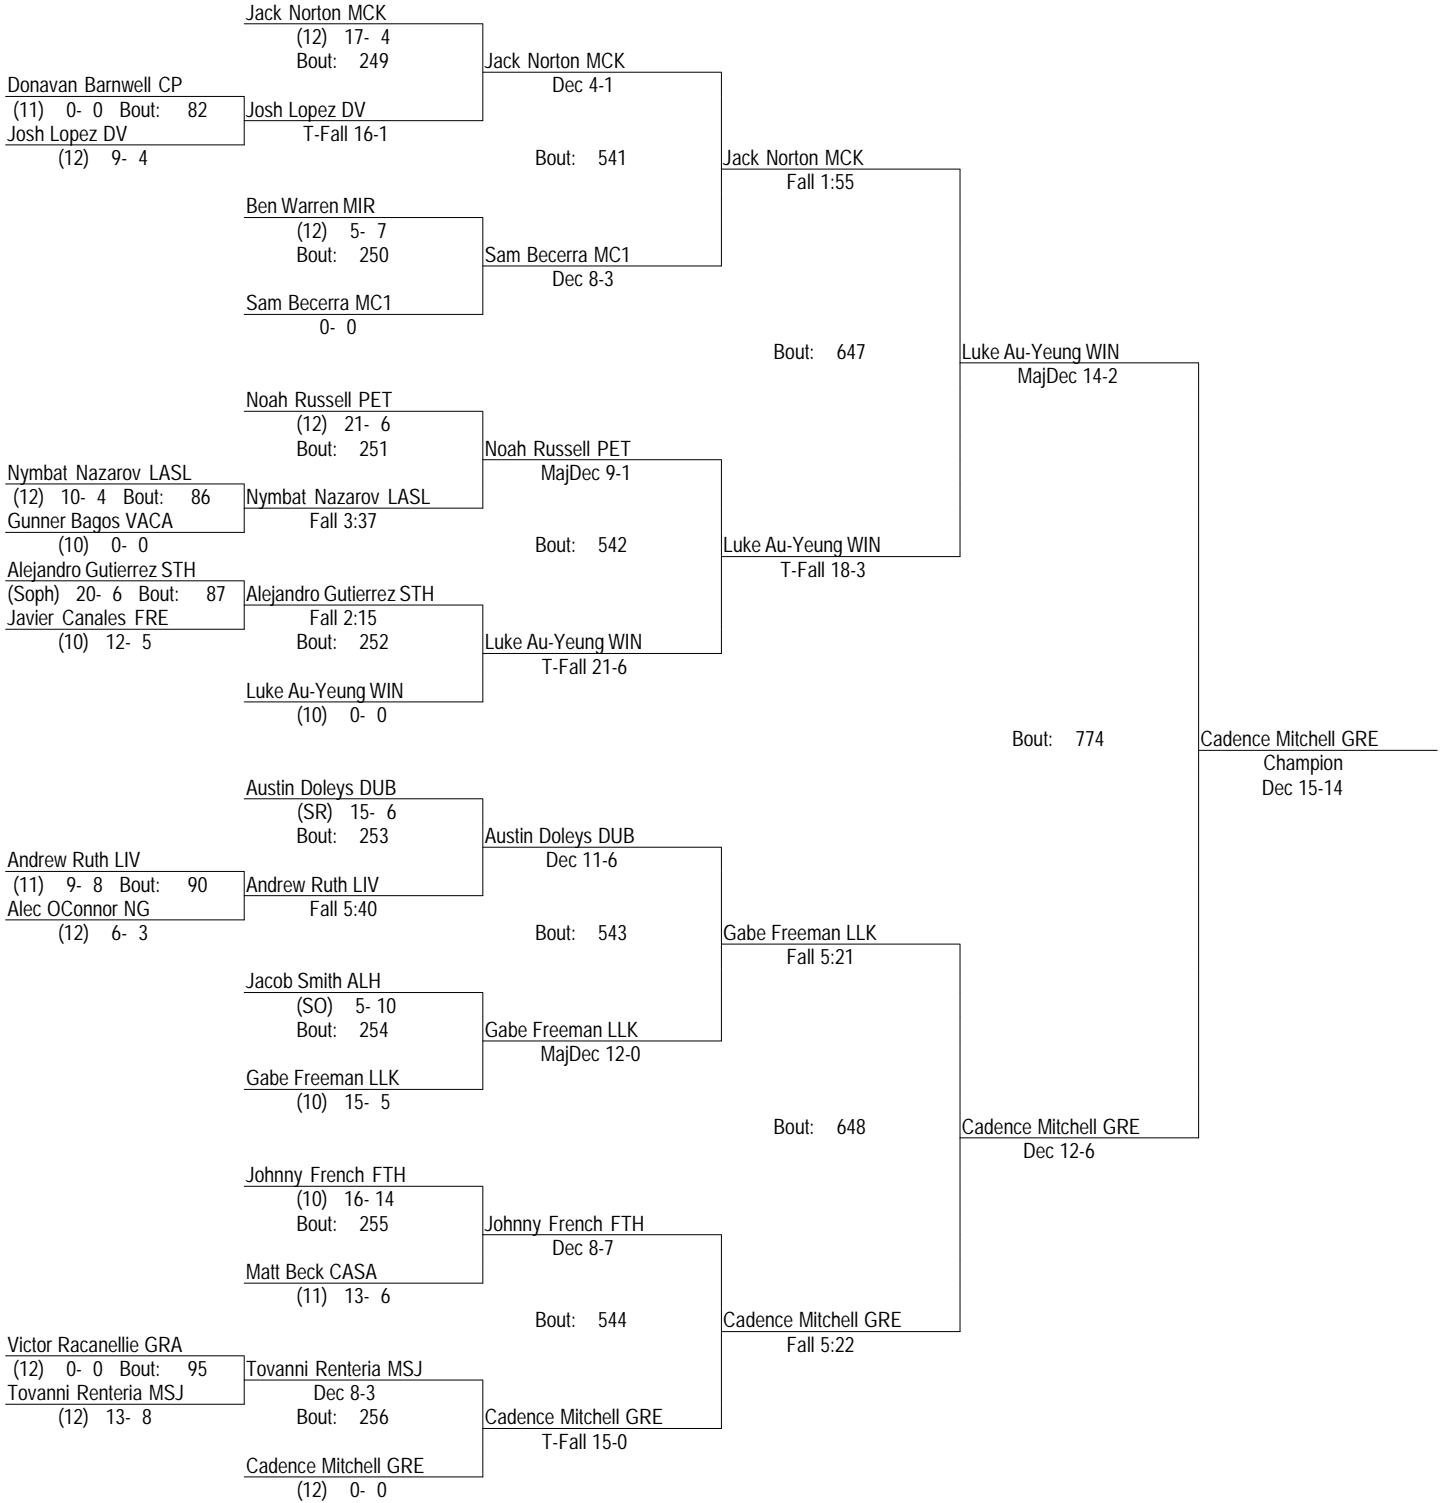 Jack Norton MCK
(12) 17- 4
Bout: 249
Jack Norton MCK
Dec 4-1
Donavan Barnwell CP
(11) 0- 0 Bout: 82
Josh Lopez DV
Josh Lopez DV
T-Fall 16-1
(12) 9- 4
Bout: 541
Jack Norton MCK
Fall 1:55
Ben Warren MIR
(12) 5- 7
Bout: 250
Sam Becerra MC1
Dec 8-3
Sam Becerra MC1
0- 0
Bout: 647
Luke Au-Yeung WIN
MajDec 14-2
Noah Russell PET
(12) 21- 6
Bout: 251
Noah Russell PET
MajDec 9-1
Nymbat Nazarov LASL
(12) 10- 4 Bout: 86
Nymbat Nazarov LASL
Fall 3:37
Gunner Bagos VACA
(10) 0- 0
Bout: 542
Luke Au-Yeung WIN
T-Fall 18-3
Alejandro Gutierrez STH
(Soph) 20- 6 Bout: 87
Alejandro Gutierrez STH
Fall 2:15
Javier Canales FRE
(10) 12- 5
Bout: 252
Luke Au-Yeung WIN
T-Fall 21-6
Luke Au-Yeung WIN
(10) 0- 0
Bout: 774
Cadence Mitchell GRE
Champion
Dec 15-14
Austin Doleys DUB
(SR) 15- 6
Bout: 253
Austin Doleys DUB
Dec 11-6
Andrew Ruth LIV
(11) 9- 8 Bout: 90
Andrew Ruth LIV
Fall 5:40
Alec OConnor NG
(12) 6- 3
Bout: 543
Gabe Freeman LLK
Fall 5:21
Jacob Smith ALH
(SO) 5- 10
Bout: 254
Gabe Freeman LLK
MajDec 12-0
Gabe Freeman LLK
(10) 15- 5
Bout: 648
Cadence Mitchell GRE
Dec 12-6
Johnny French FTH
(10) 16- 14
Bout: 255
Johnny French FTH
Dec 8-7
Matt Beck CASA
(11) 13- 6
Bout: 544
Cadence Mitchell GRE
Fall 5:22
Victor Racanellie GRA
(12) 0- 0 Bout: 95
Tovanni Renteria MSJ
Dec 8-3
Tovanni Renteria MSJ
(12) 13- 8
Bout: 256
Cadence Mitchell GRE
T-Fall 15-0
Cadence Mitchell GRE
(12) 0- 0